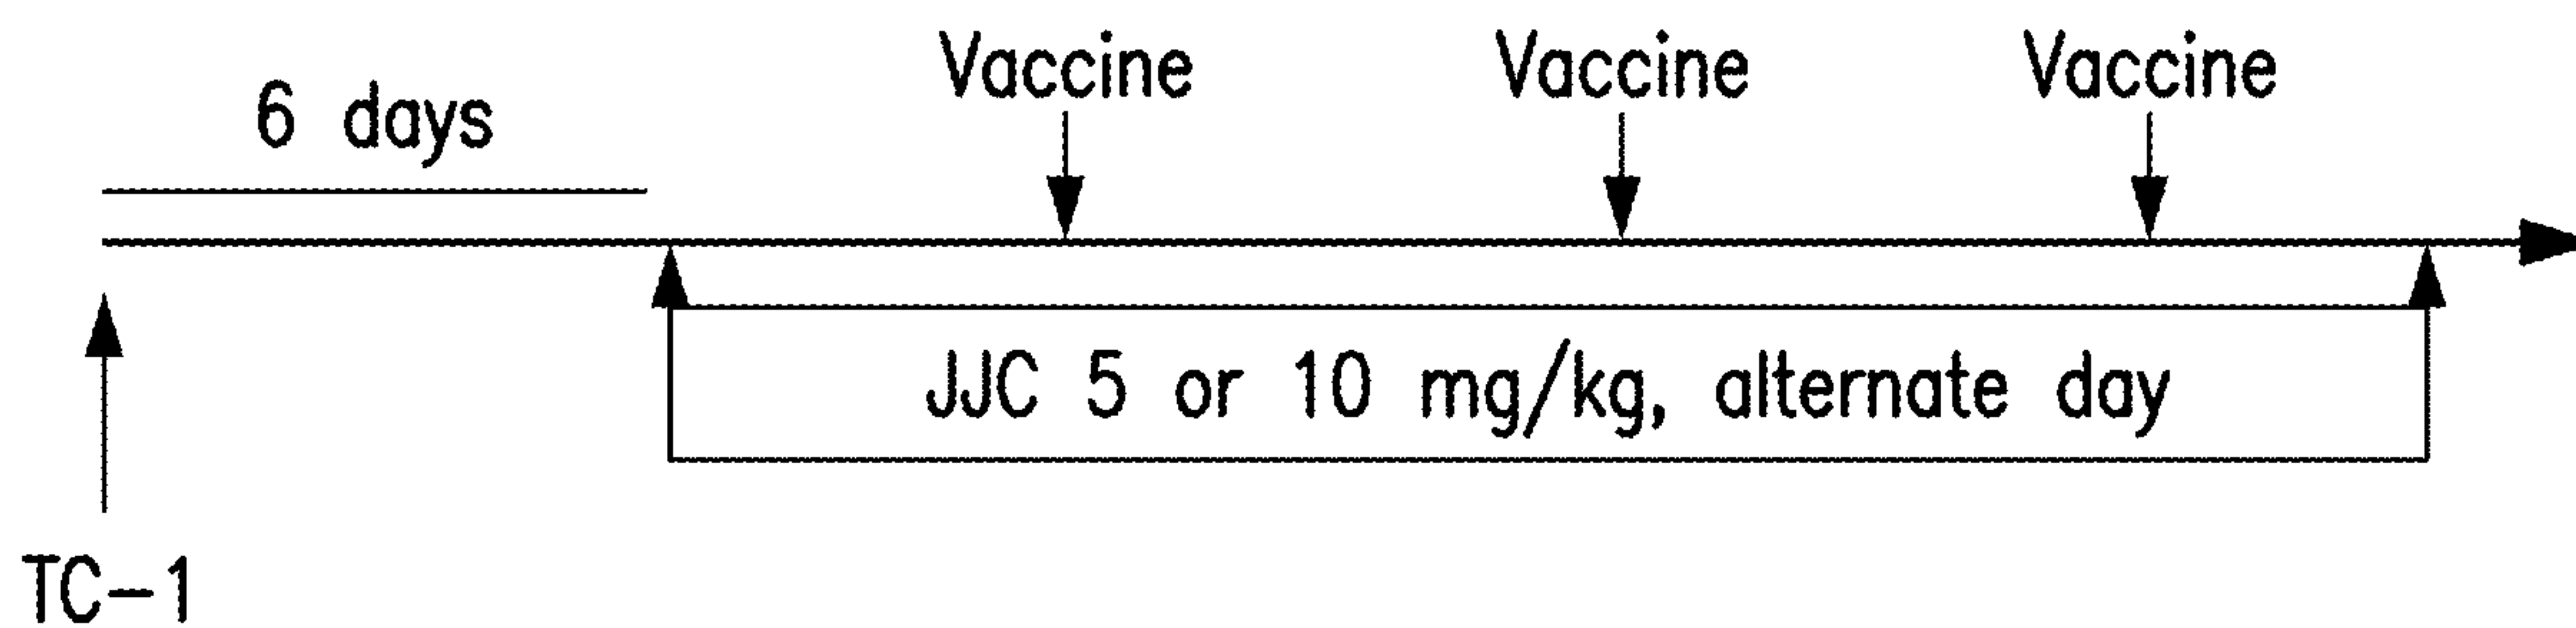 Vaccine Vaccine Vaccine
6 days
JJC 5 or 10 mg/kg, alternate day
TC-1